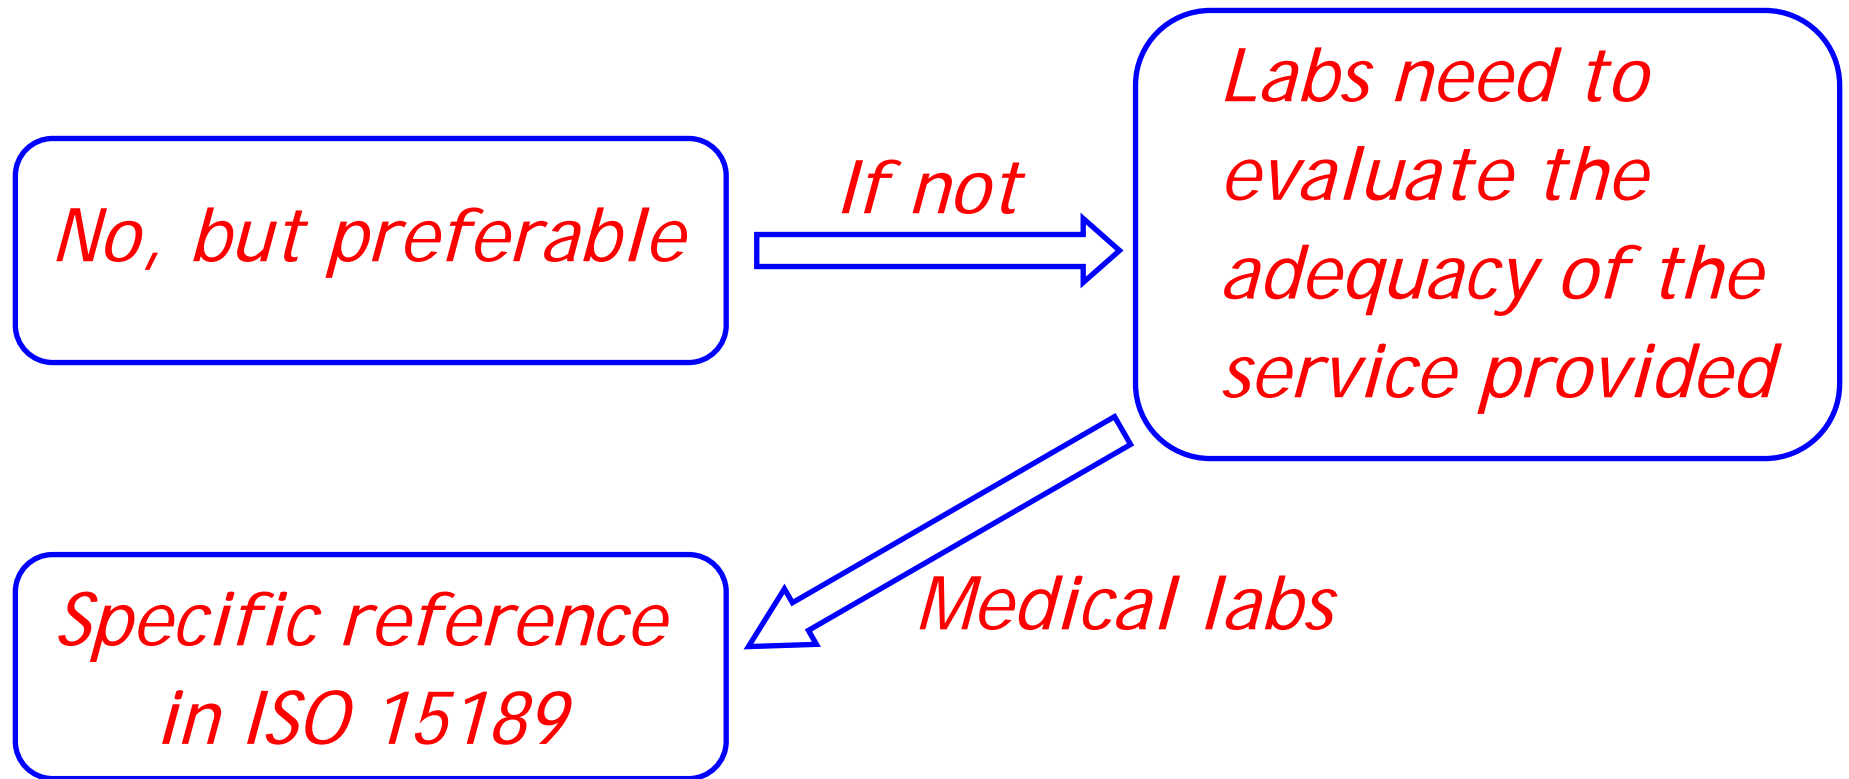 No, but preferable
If not
Labs need to
evaluate the
adequacy of the
service provided
Medical labs
Specific reference
in ISO 15189